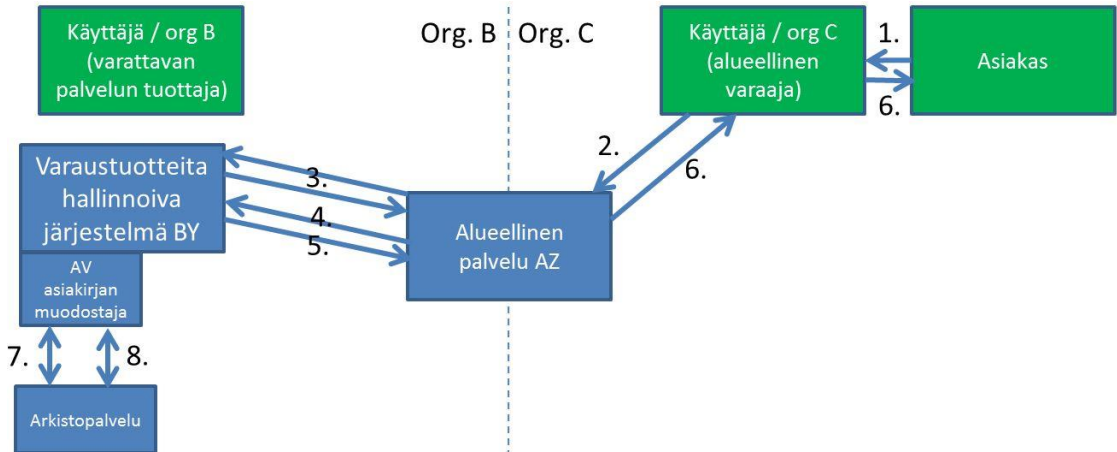 Käyttäjä / org B
(varattavan
palvelun tuottaja)
Org. B
Org. C
Käyttäjä / org C
(alueellinen
varaaja)
1.
6.
Asiakas
2.
6.
Varaustuotteita
hallinnoiva
järjestelmä BY
3.
4.
5.
Alueellinen
palvelu AZ
AV
asiakirjan
muodostaja
7.
8.
Arkistopalvelu